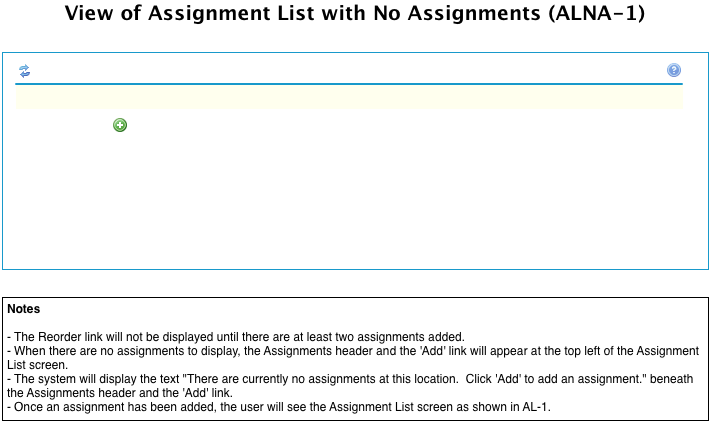 View of Assignment List with No Assignments (ALNA-1)
Notes
- The Reorder link will not be displayed until there are at least two assignments added.
- When there are no assignments to display, the Assignments header and the 'Add' link will appear at the top left of the Assignment
List screen.
- The system will display the text "There are currently no assignments at this location.  Click 'Add' to add an assignment." beneath
the Assignments header and the 'Add' link.
- Once an assignment has been added, the user will see the Assignment List screen as shown in AL-1.